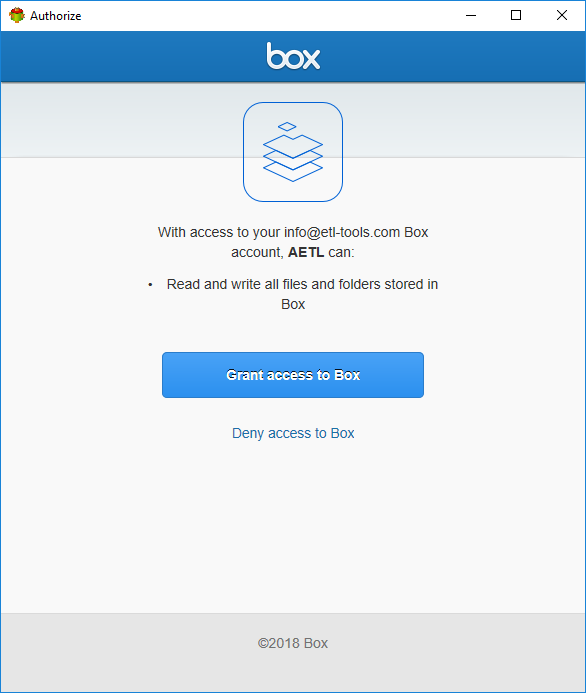 Authorize
box
With access to your info@etl-tools.com Box
account, AETL can:
• Read and write all files and folders stored in
Box
Grant access to Box
Deny access to Box
©2018 Box